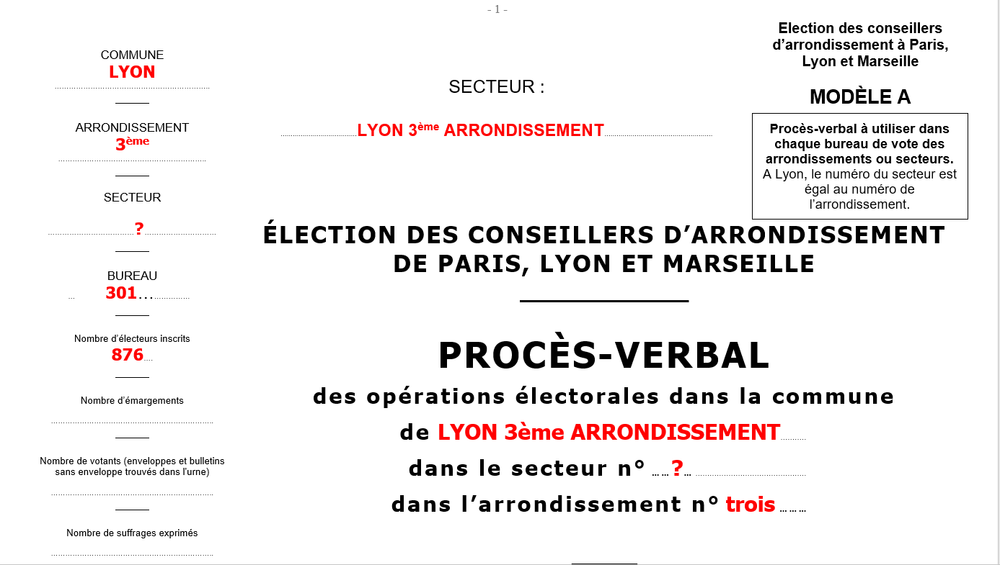 - 1 -
COMMUNE
LYON
ARRONDISSEMENT
3ème
SECTEUR
?
BUREAU
... 301...
Nombre d'électeurs inscrits
876....
Nombre d'émargements
Nombre de votants (enveloppes et bulletins
sans enveloppe trouvés dans l'urne)
Nombre de suffrages exprimés
SECTEUR :
LYON 3ème ARRONDISSEMENT
Election des conseillers
d'arrondissement à Paris,
Lyon et Marseille
MODÈLE A
Procès-verbal à utiliser dans
chaque bureau de vote des
arrondissements ou secteurs.
A Lyon, le numéro du secteur est
égal au numéro de
l'arrondissement.
ÉLECTION DES CONSEILLERS D'ARRONDISSEMENT
DE PARIS, LYON ET MARSEILLE
PROCÈS-VERBAL
des opérations électorales dans la commune
de LYON 3ème ARRONDISSEMENT...........
dans le secteur n° ……?…
dans l'arrondissement n° trois ………